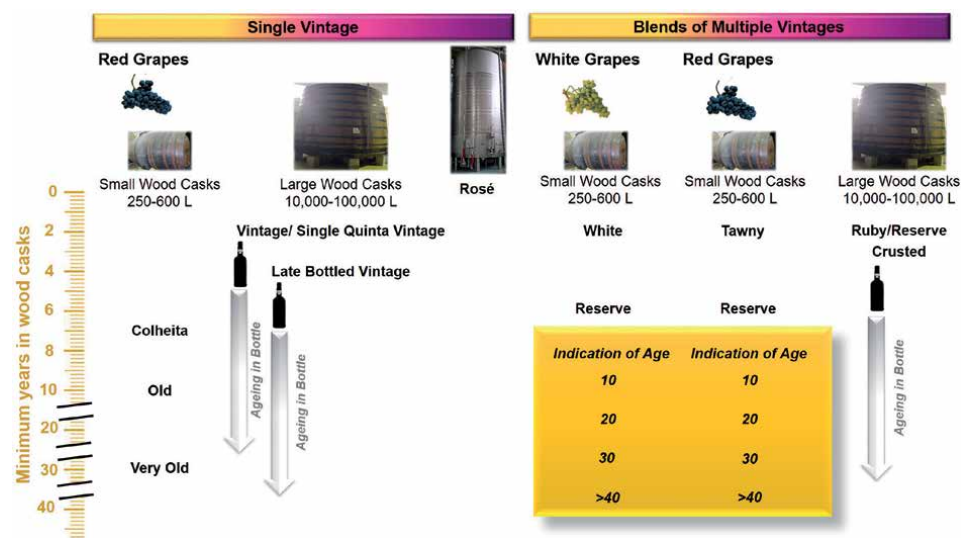 Single Vintage
Blends of Multiple Vintages
Red Grapes
White Grapes
Red Grapes
Small Wood Casks
250-600 L
Large Wood Casks
10,000-100,000 L
Rosé
Small Wood Casks
250-600 L
Small Wood Casks
250-600 L
Large Wood Casks
10,000-100,000 L
Minimum years in wood casks
0
2
4
6
8
10
20
30
40
Vintage/ Single Quinta Vintage
Late Bottled Vintage
Colheita
Old
Very Old
Ageing in Bottle
Ageing in Bottle
White
Tawny
Ruby/Reserve
Crusted
Reserve
Reserve
Indication of Age
Indication of Age
10
10
20
20
30
30
>40
>40
Ageing in Bottle